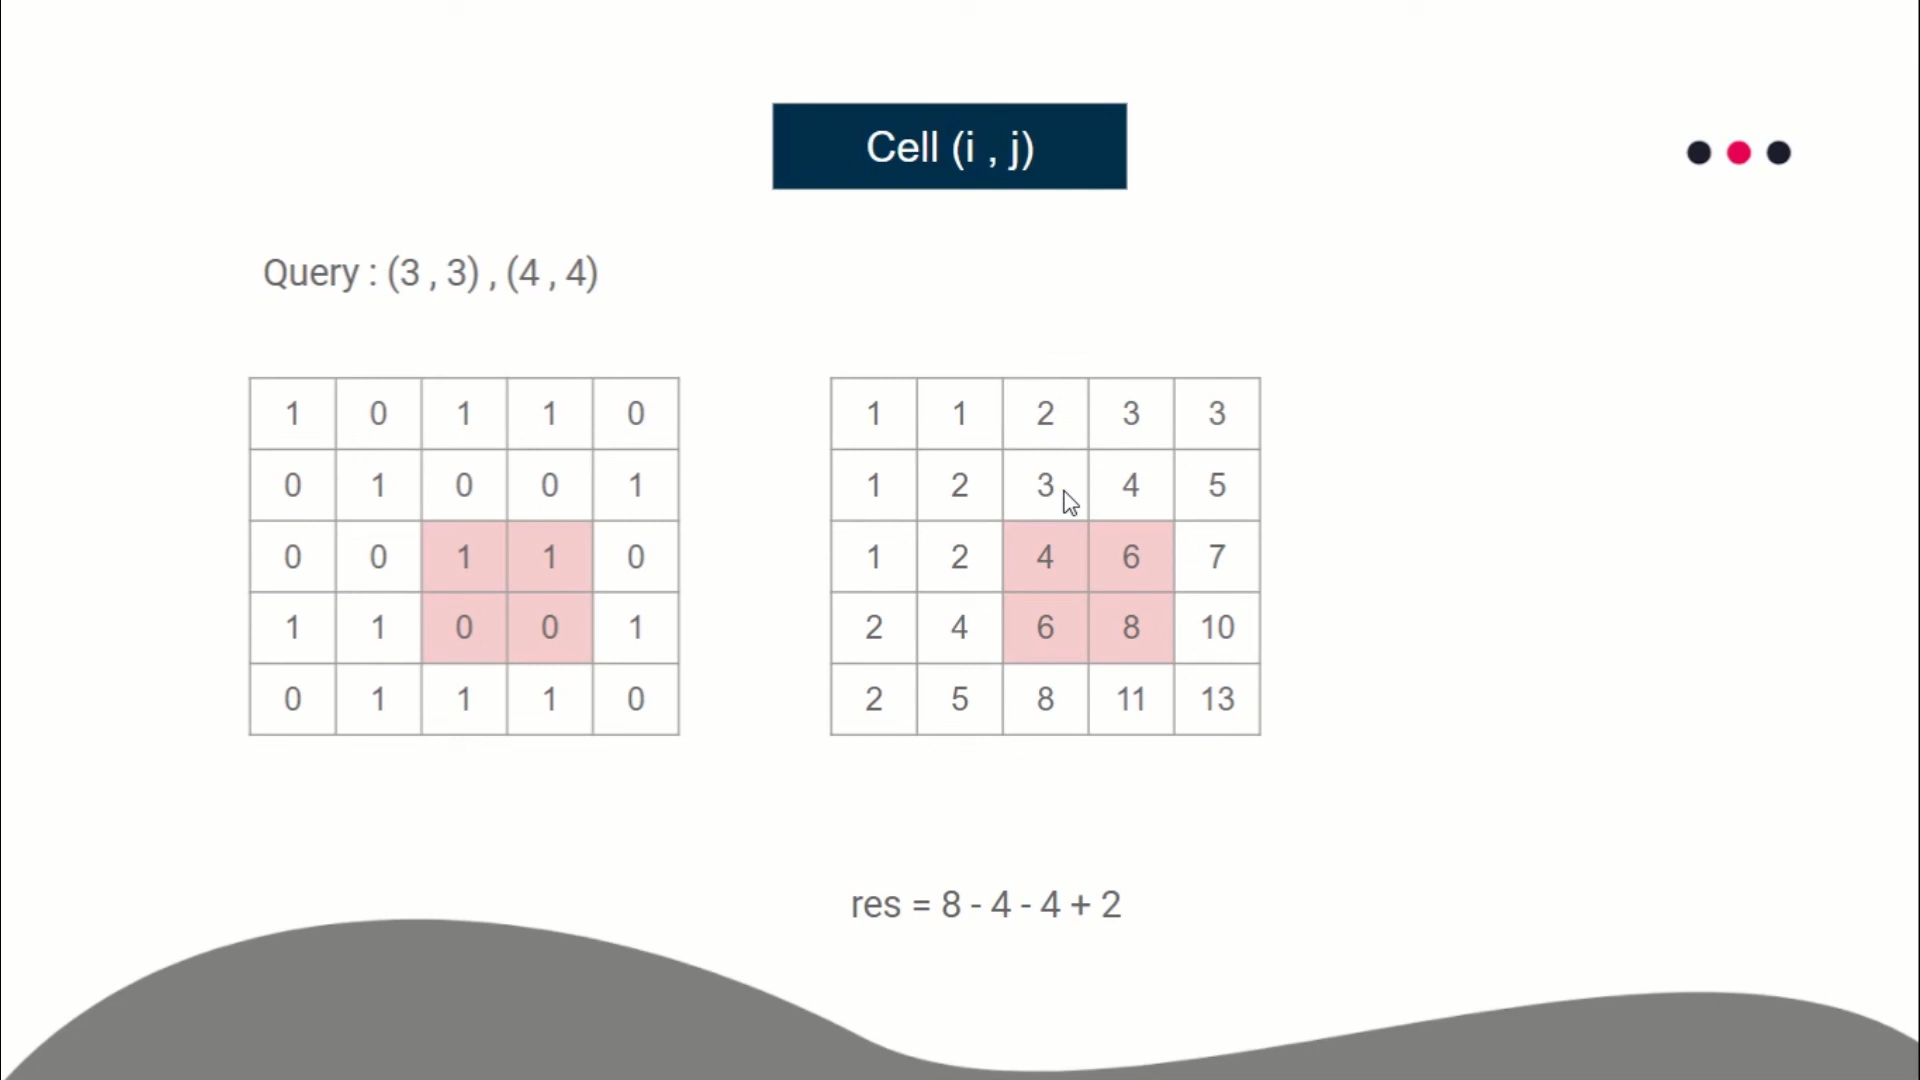 Cell (i , j)
Query : (3 , 3) , (4 , 4)
1 0 1 1 0
0 1 0 0 1
0 0 1 1 0
1 1 0 0 1
0 1 1 1 0
1 1 2 3 3
1 2 3 4 5
1 2 4 6 7
2 4 6 8 10
2 5 8 11 13
res = 8 - 4 - 4 + 2